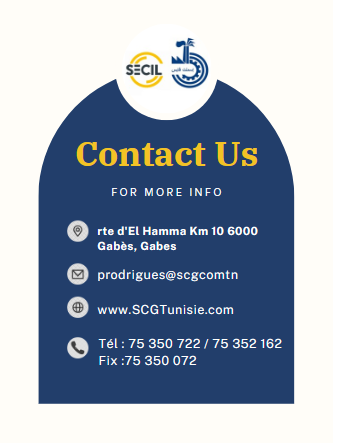 SECIL
Contact Us
FOR MORE INFO
rte d'El Hamma Km 10 6000
Gabès, Gabes
prodrigues@scgcomtn
www.SCGTunisie.com
Tél : 75 350 722 / 75 352 162
Fix :75 350 072